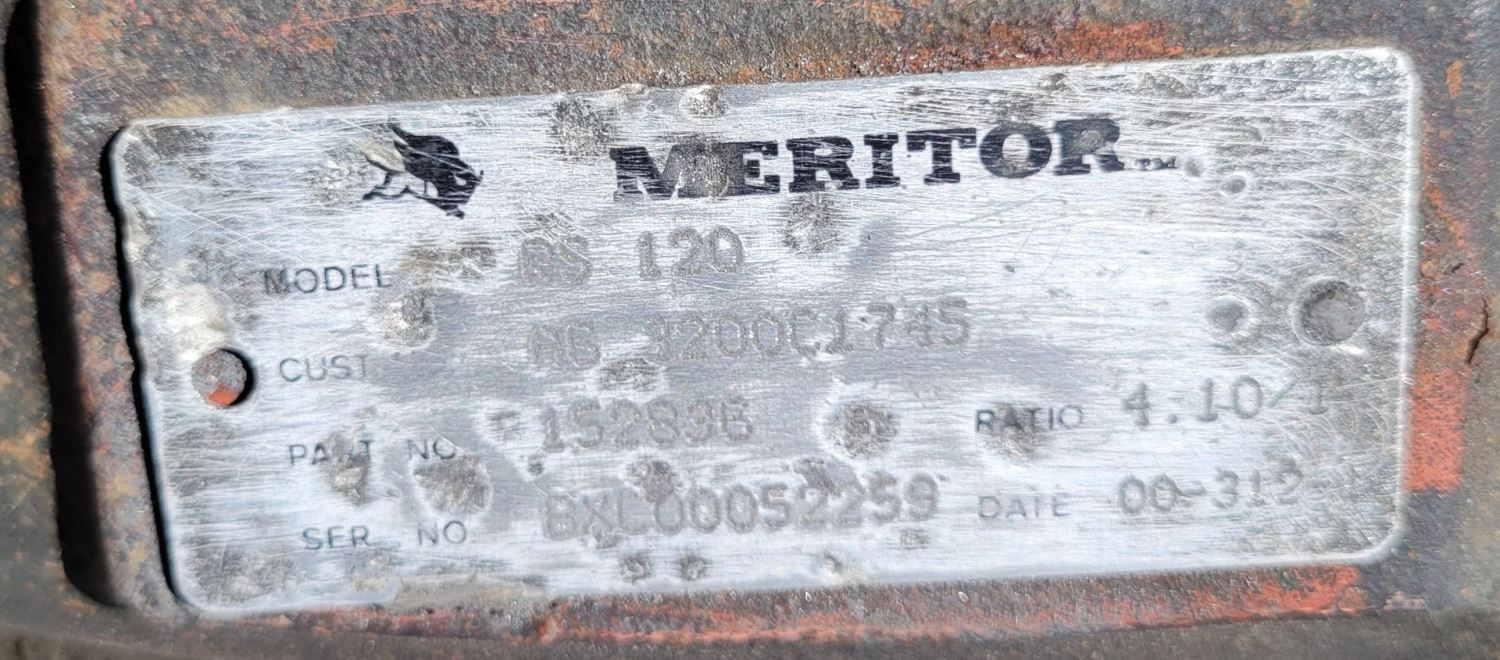 MERITOR™
MODEL RS 120
CUST A6 3200C1745
PART NO 152836 RATIO 4.10/1
SER NO BXL00052259 DATE 00-312